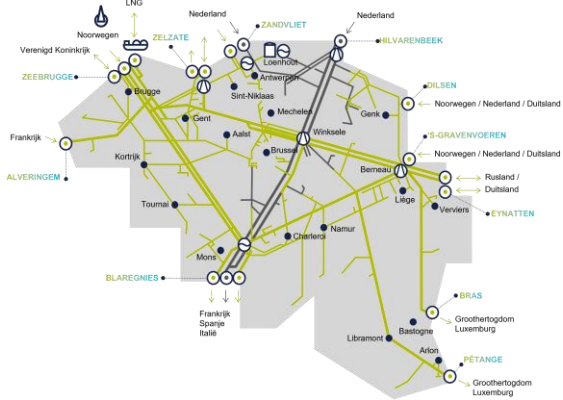 LNG
Noorwegen
Nederland
Nederland
ZELZATE
ZANDVLIET
HILVARENBEEK
Verenigd Koninkrijk
Loenhout
ZEEBRUGGE
Antwerpen
DILSEN
Brugge
Sint-Niklaas
Noorwegen / Nederland / Duitsland
Gent
Mechelen
Genk
Aalst
Winksele
'S-GRAVENVOEREN
Frankrijk
Brussel
Noorwegen / Nederland / Duitsland
Kortrijk
Berneau
ALVERINGEM
Rusland /
Duitsland
Liège
Tournai
Verviers
EYNATTEN
Namur
Charleroi
Mons
BLAREGNIES
BRAS
Frankrijk
Spanje
Italië
Groothertogdom
Luxemburg
Bastogne
Libramont
Arlon
PÉTANGE
Groothertogdom
Luxemburg